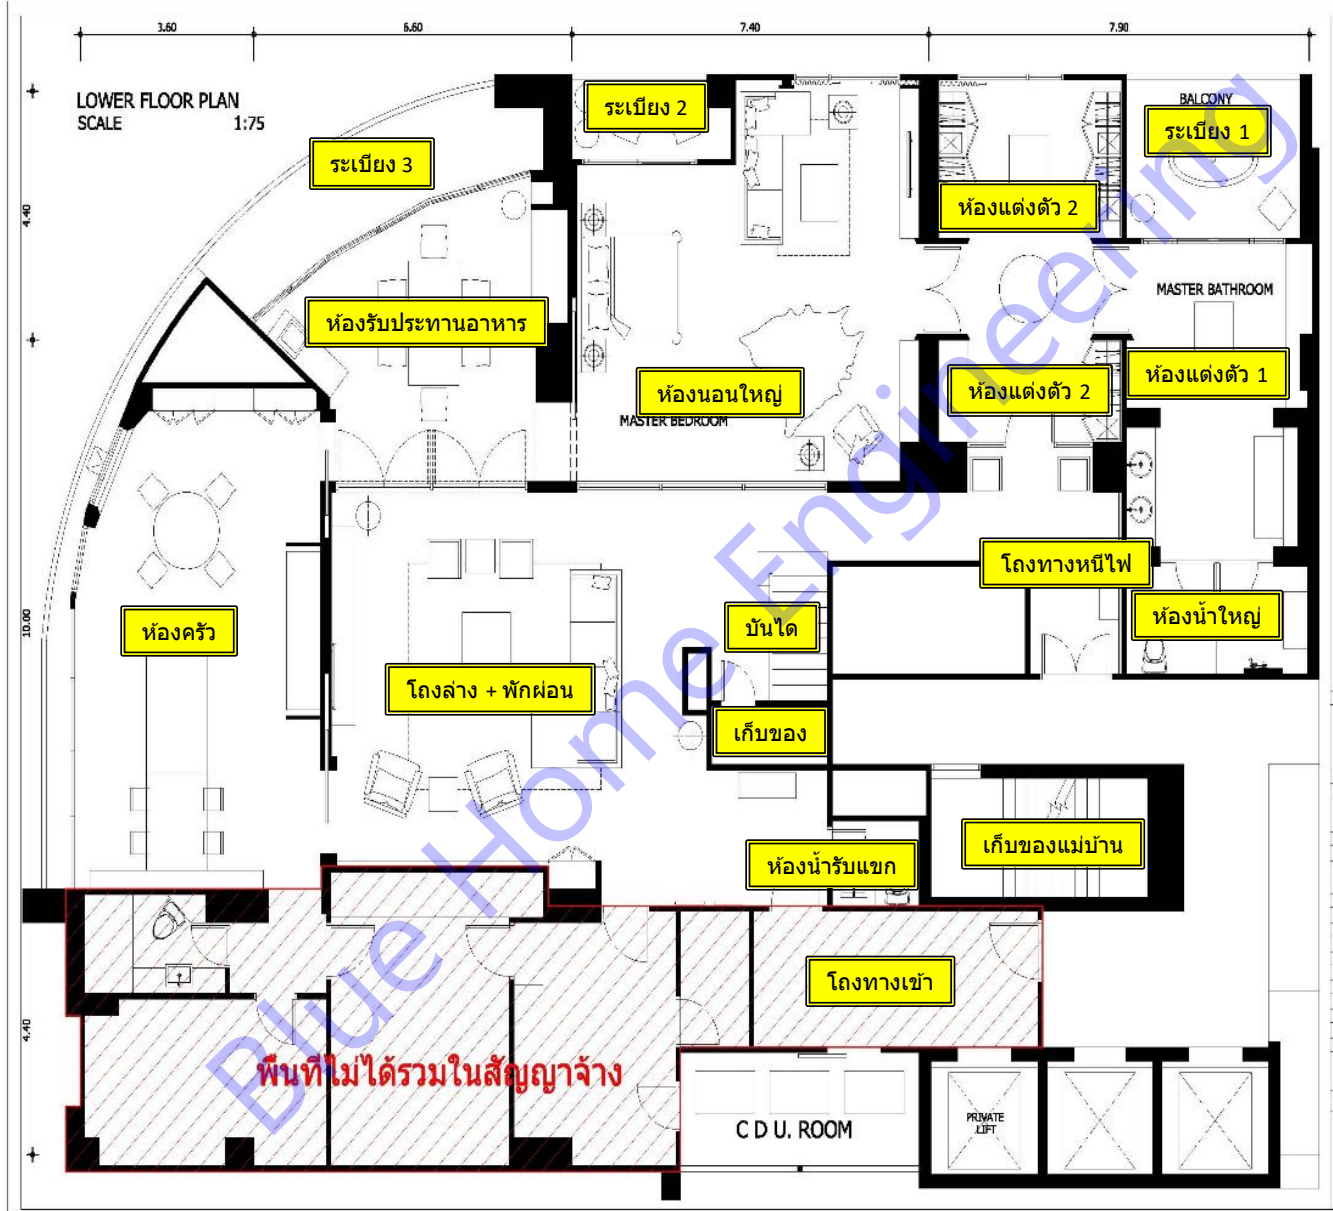 3.60
6.60
7.40
7.90
LOWER FLOOR PLAN
SCALE 1:75
ระเบียง 2
BALCONY
ระเบียง 1
ระเบียง 3
4.40
ห้องแต่งตัว 2
MASTER BATHROOM
ห้องรับประทานอาหาร
ห้องนอนใหญ่
MASTER BEDROOM
ห้องแต่งตัว 2
ห้องแต่งตัว 1
โถงทางหนีไฟ
10.00
ห้องครัว
บันได
ห้องน้ำใหญ่
โถงล่าง + พักผ่อน
เก็บของ
ห้องน้ำรับแขก
เก็บของแม่บ้าน
โถงทางเข้า
4.40
พื้นที่ไม่ได้รวมในสัญญาจ้าง
C D U. ROOM
PRIVATE
LIFT
Blue Home Engineering